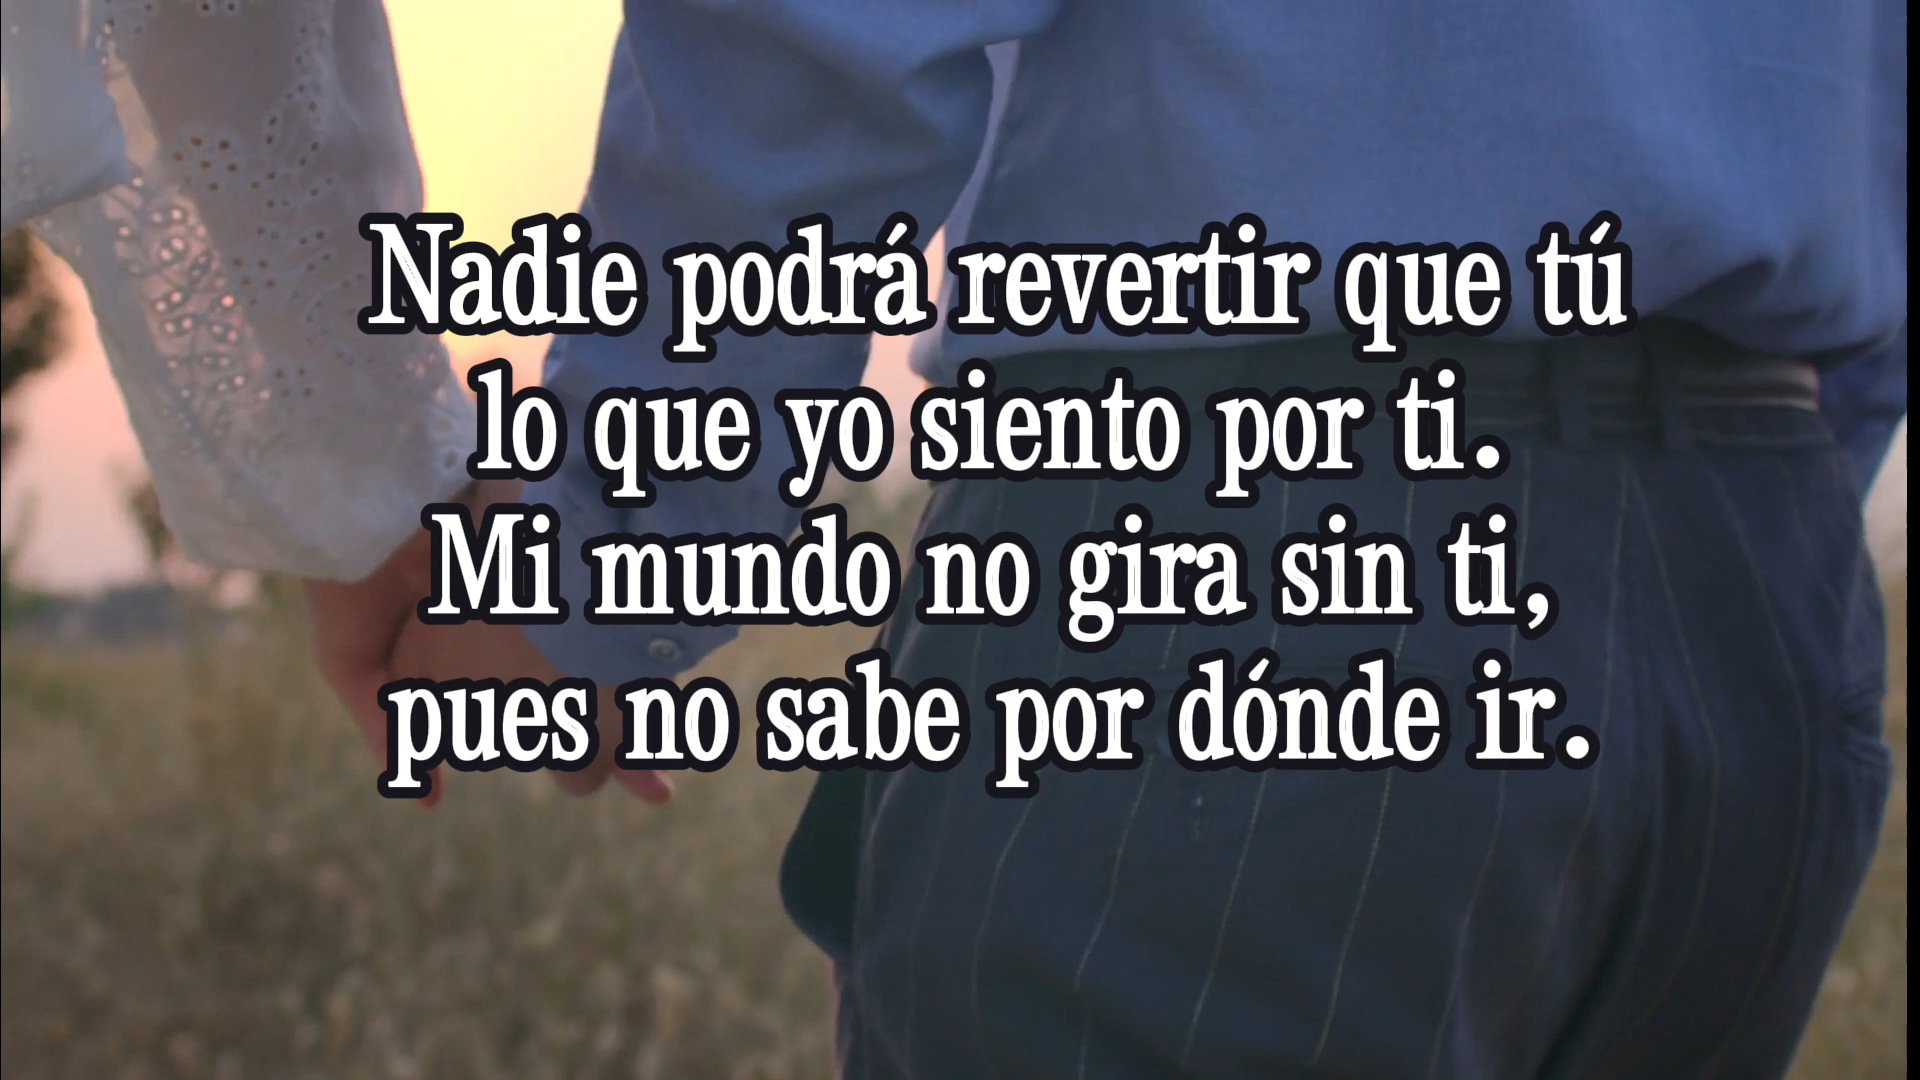 Nadie podrá revertir que tú
lo que yo siento por ti.
Mi mundo no gira sin ti,
pues no sabe por dónde ir.